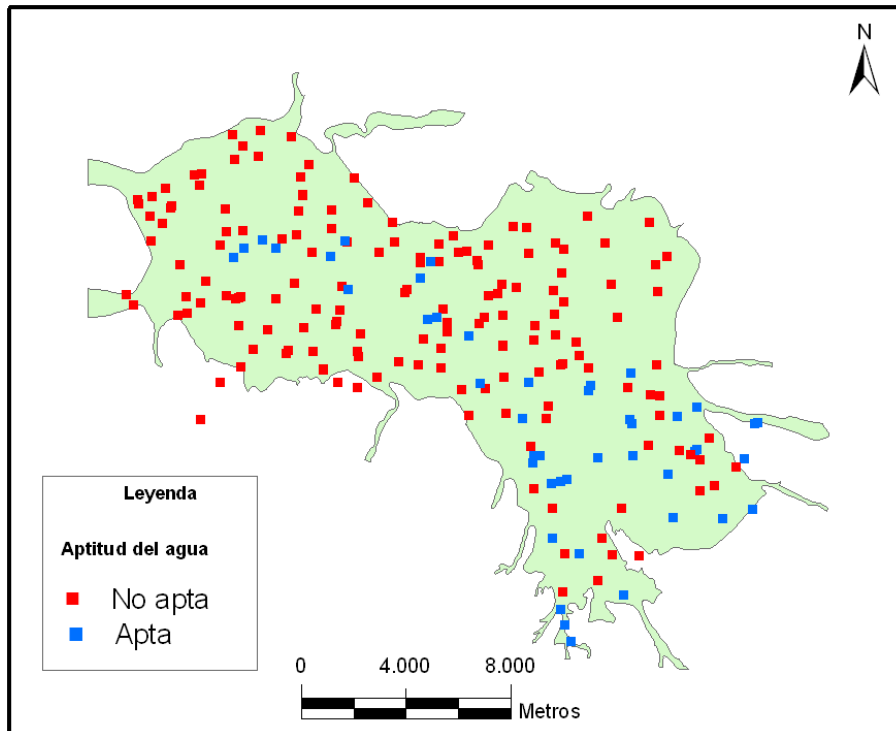 N
Leyenda
Aptitud del agua
No apta
Apta
0 4.000 8.000
Metros